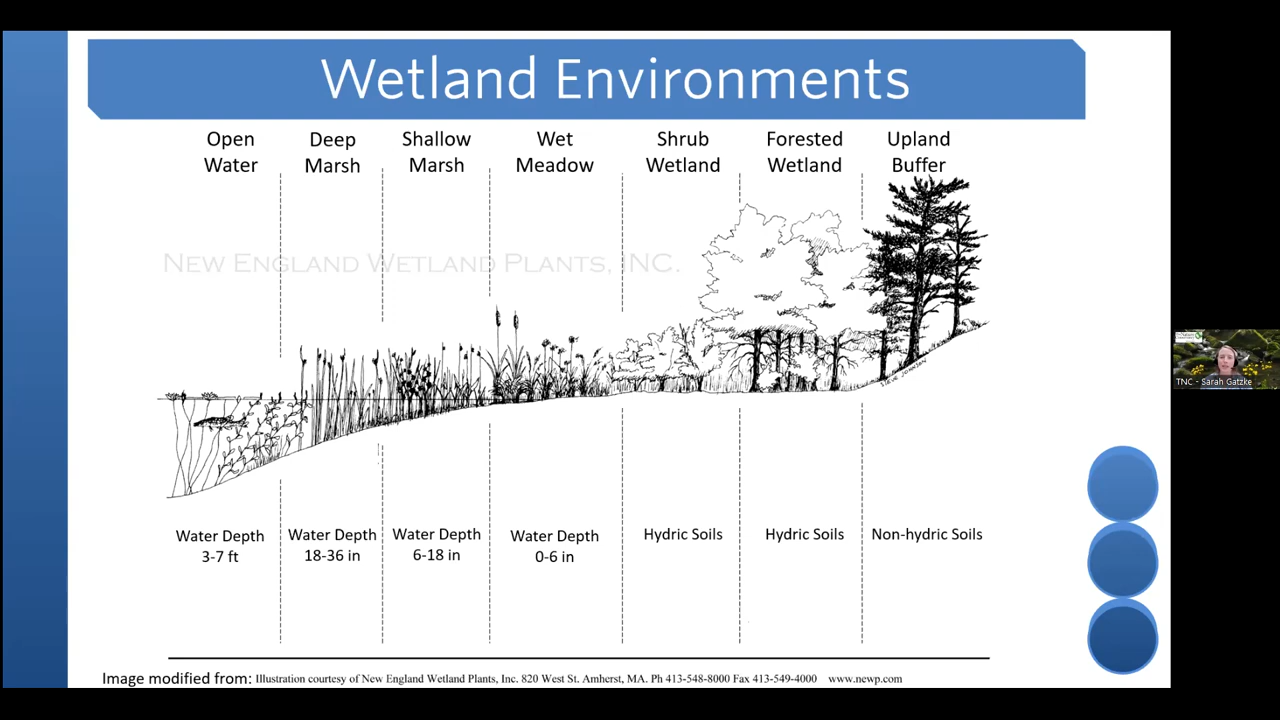 Wetland Environments
Open Water
Deep Marsh
Shallow Marsh
Wet Meadow
Shrub Wetland
Forested Wetland
Upland Buffer
NEW ENGLAND WETLAND PLANTS, INC.
Water Depth 3-7 ft
Water Depth 18-36 in
Water Depth 6-18 in
Water Depth 0-6 in
Hydric Soils
Hydric Soils
Non-hydric Soils
TNC - Sarah Gatzke
Image modified from: Illustration courtesy of New England Wetland Plants, Inc. 820 West St. Amherst, MA. Ph 413-548-8000 Fax 413-549-4000 www.newp.com